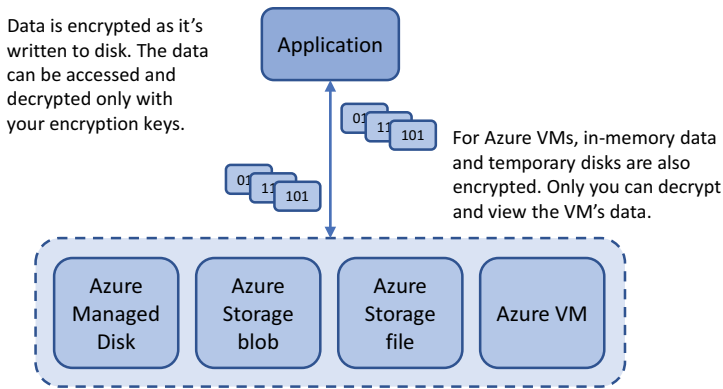 Data is encrypted as it's
written to disk. The data
can be accessed and
decrypted only with
your encryption keys.
Application
01
11
101
For Azure VMs, in-memory data
and temporary disks are also
encrypted. Only you can decrypt
and view the VM's data.
01
11
101
Azure
Managed
Disk
Azure
Storage
blob
Azure
Storage
file
Azure VM